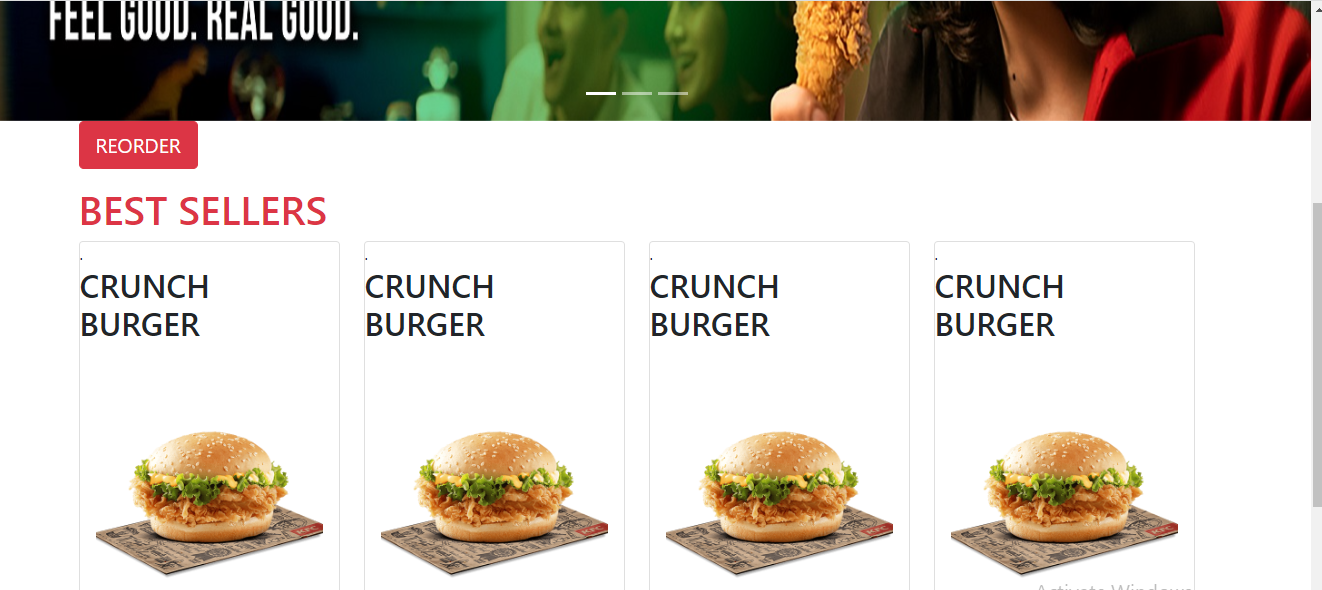 FEEL GOOD. REAL GOOD.
REORDER
BEST SELLERS
.
CRUNCH
BURGER
.
CRUNCH
BURGER
.
CRUNCH
BURGER
.
CRUNCH
BURGER
Activate Windows